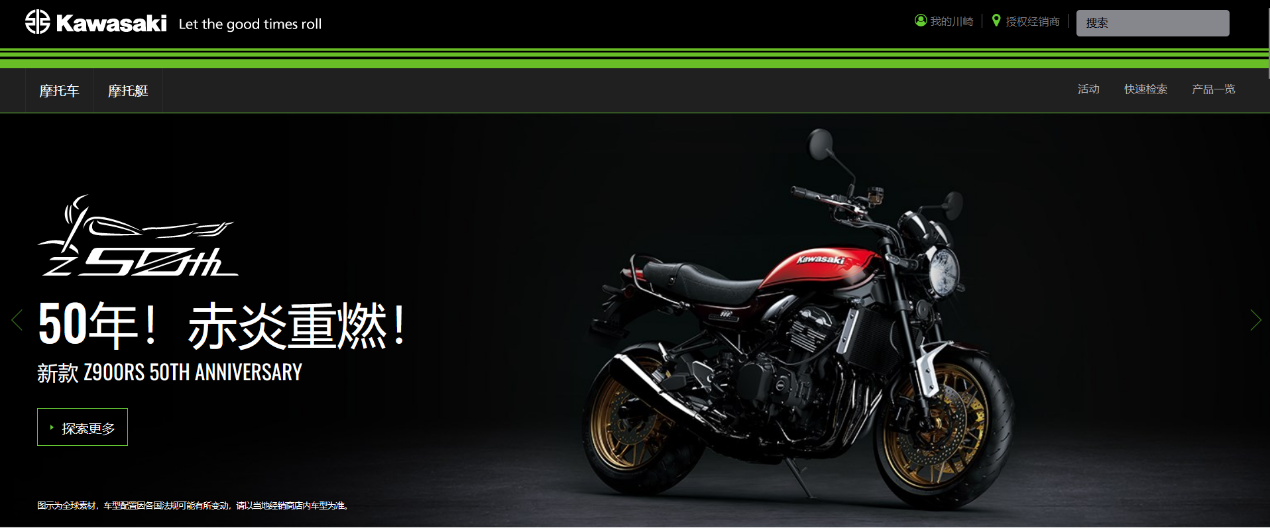 Kawasaki Let the good times roll
我的川崎 授权经销商 搜索
摩托车 摩托艇
活动 快速检索 产品一览
Kawasaki
Z 50th
50年！赤炎重燃！
新款 Z900RS 50TH ANNIVERSARY
探索更多
图示为全球素材，车型配置因各国法规可能有所变动，请以当地经销商店内车型为准。